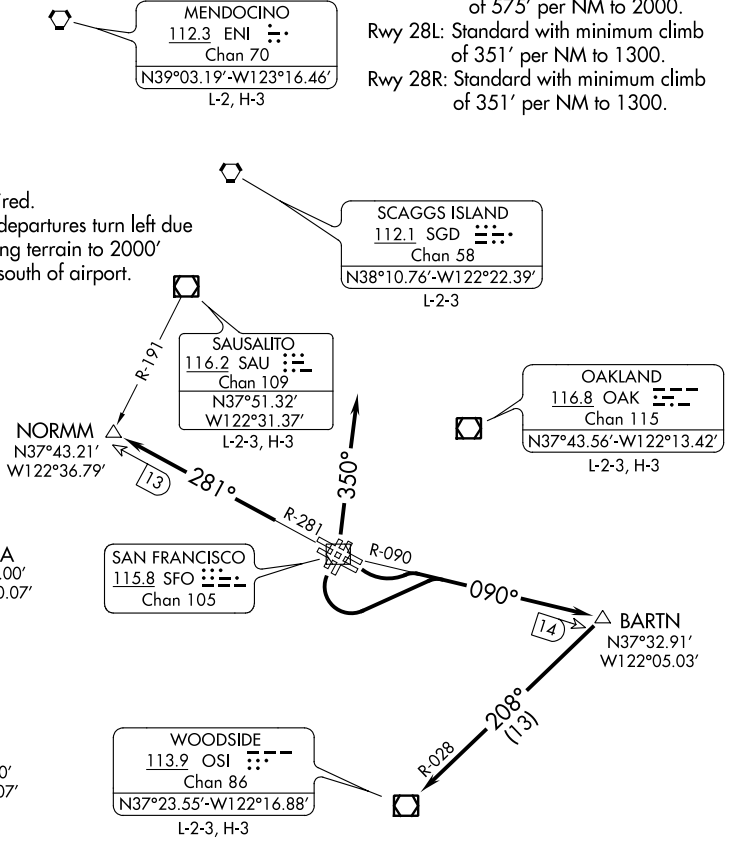 MENDOCINO
112.3 ENI
Chan 70
N39°03.19′-W123°16.46′
L-2, H-3
of 575′ per NM to 2000.
Rwy 28L: Standard with minimum climb
of 351′ per NM to 1300.
Rwy 28R: Standard with minimum climb
of 351′ per NM to 1300.
departures turn left due
terrain to 2000′
south of airport.
SCAGGS ISLAND
112.1 SGD
Chan 58
N38°10.76′-W122°22.39′
L-2-3
SAUSALITO
116.2 SAU
Chan 109
N37°51.32′
W122°31.37′
L-2-3, H-3
R-191
OAKLAND
116.8 OAK
Chan 115
N37°43.56′-W122°13.42′
L-2-3, H-3
NORMM
N37°43.21′
W122°36.79′
13
281°
R-281
350°
SAN FRANCISCO
115.8 SFO
Chan 105
R-090
090°
14
BARTN
N37°32.91′
W122°05.03′
208°
(13)
R-028
WOODSIDE
113.9 OSI
Chan 86
N37°23.55′-W122°16.88′
L-2-3, H-3